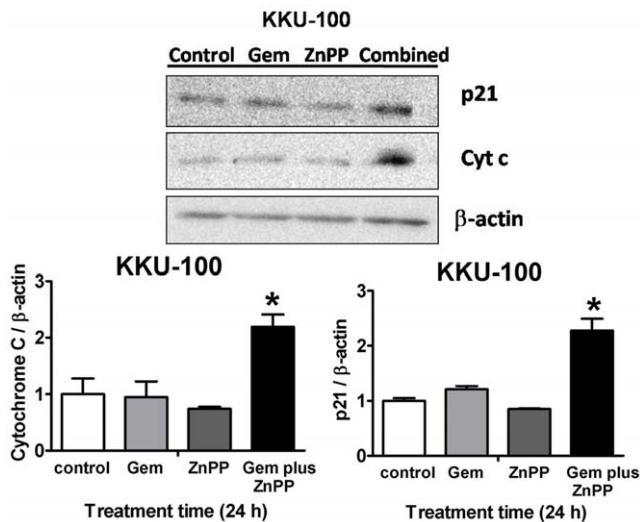 KKU-100
Control Gem ZnPP Combined
p21
Cyt c
β-actin
KKU-100
Cytochrome C / β-actin
3
2
1
0
*
control Gem ZnPP Gem plus ZnPP
Treatment time (24 h)
KKU-100
p21 / β-actin
3
2
1
0
*
control Gem ZnPP Gem plus ZnPP
Treatment time (24 h)